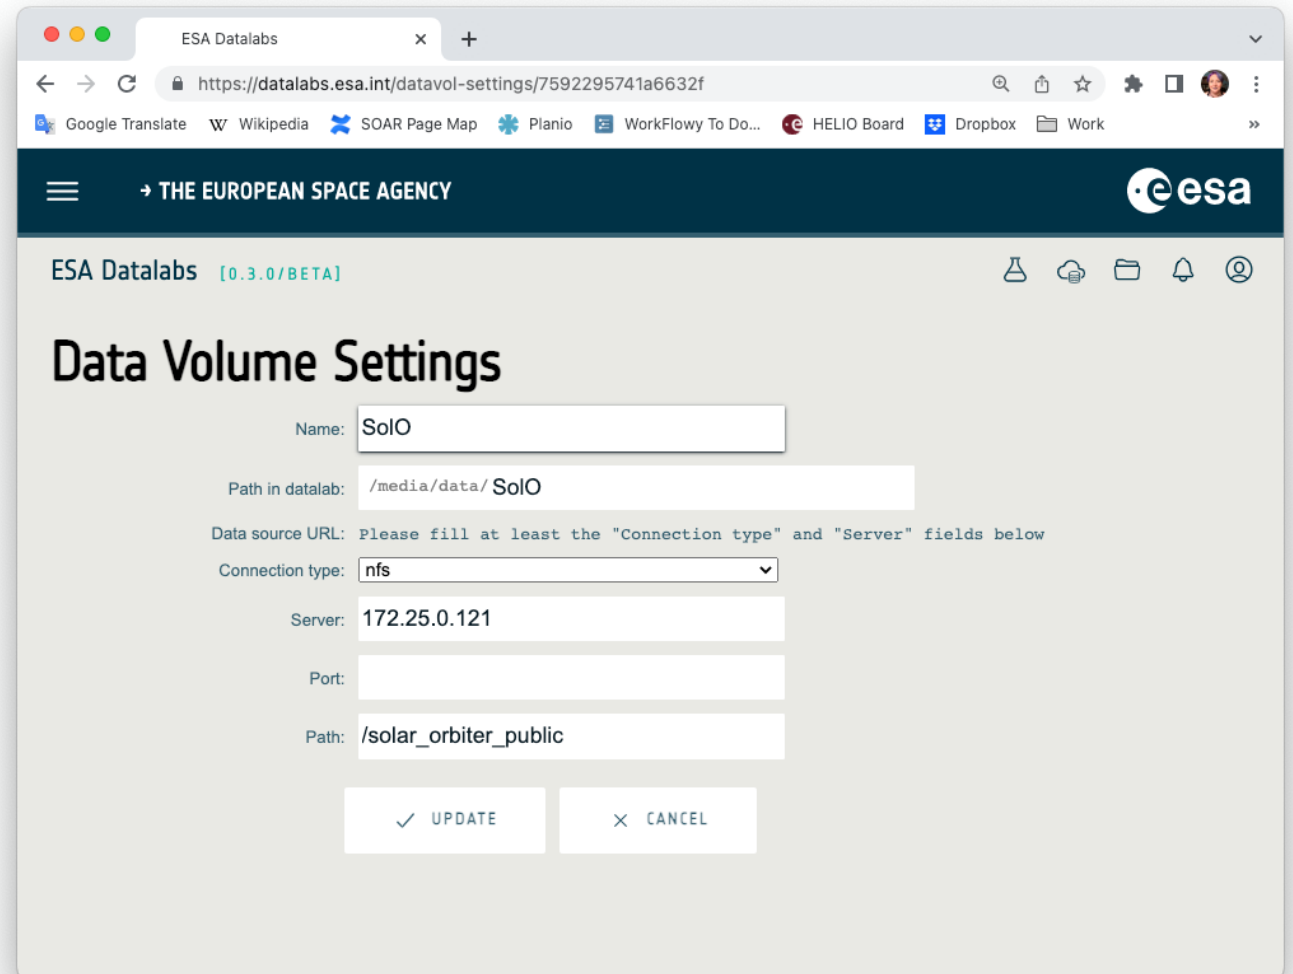 ESA Datalabs
https://datalabs.esa.int/datavol-settings/7592295741a6632f
Google Translate Wikipedia SOAR Page Map Planio WorkFlowy To Do... HELIO Board Dropbox Work »
→ THE EUROPEAN SPACE AGENCY
esa
ESA Datalabs [0.3.0/BETA]
Data Volume Settings
Name: SolO
Path in datalab: /media/data/ SolO
Data source URL: Please fill at least the "Connection type" and "Server" fields below
Connection type: nfs
Server: 172.25.0.121
Port:
Path: /solar_orbiter_public
UPDATE CANCEL